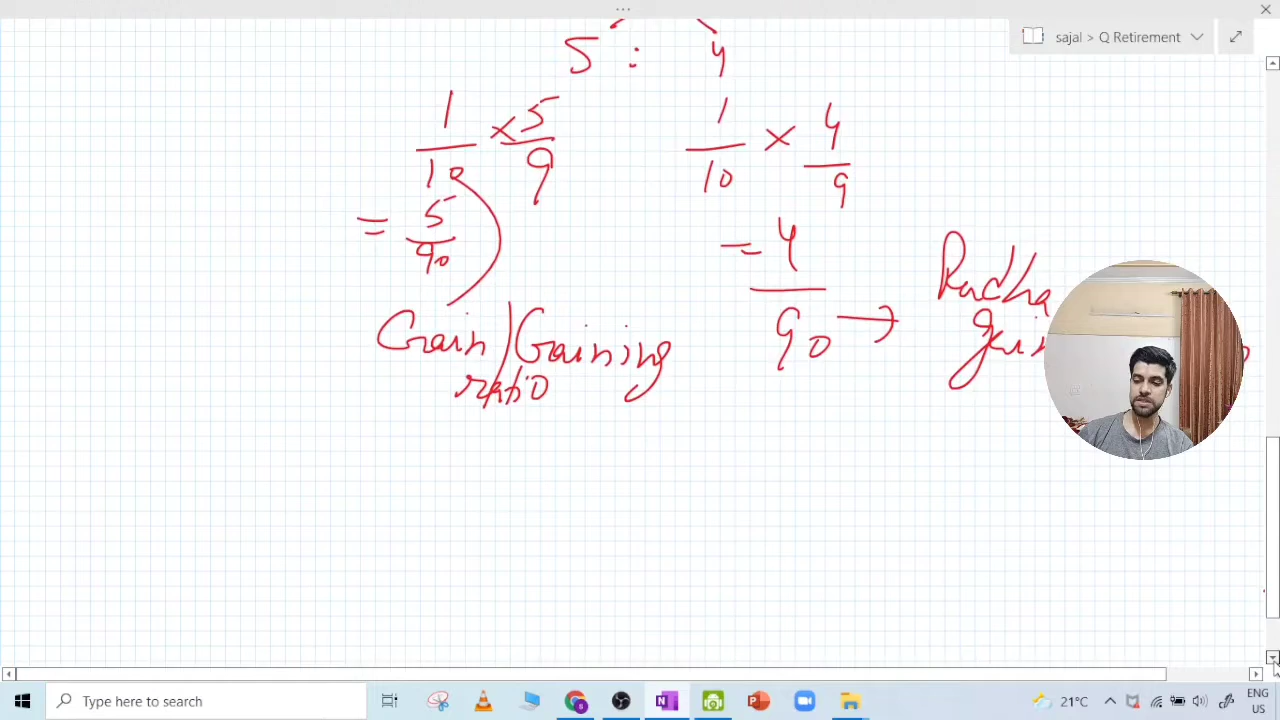 sajal > Q Retirement
5 : 4
1/10 × 5/9 1/10 × 4/9
= 5/90 = 4/90 → Radha
Gain/Gaining
ratio
Type here to search
21°C
ENG
US